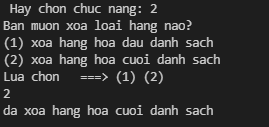 Hay chon chuc nang: 2
Ban muon xoa loai hang nao?
(1) xoa hang hoa dau danh sach
(2) xoa hang hoa cuoi danh sach
Lua chon   ===> (1) (2)
2
da xoa hang hoa cuoi danh sach